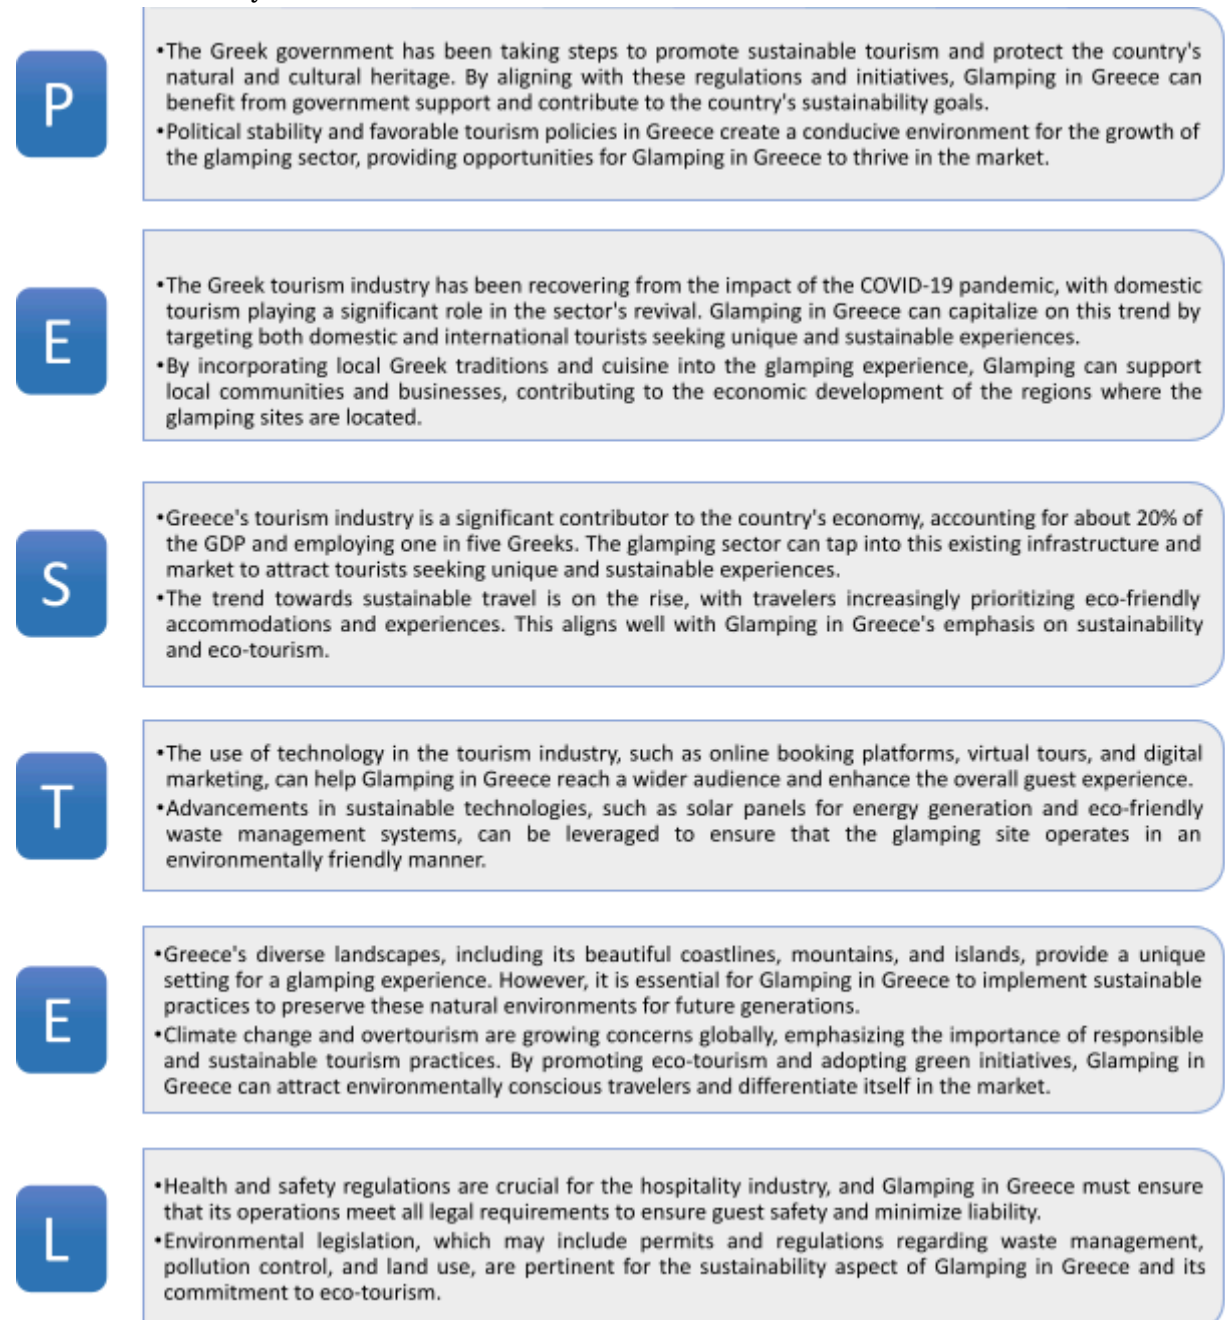 P
•The Greek government has been taking steps to promote sustainable tourism and protect the country's
natural and cultural heritage. By aligning with these regulations and initiatives, Glamping in Greece can
benefit from government support and contribute to the country's sustainability goals.
•Political stability and favorable tourism policies in Greece create a conducive environment for the growth of
the glamping sector, providing opportunities for Glamping in Greece to thrive in the market.
E
•The Greek tourism industry has been recovering from the impact of the COVID-19 pandemic, with domestic
tourism playing a significant role in the sector's revival. Glamping in Greece can capitalize on this trend by
targeting both domestic and international tourists seeking unique and sustainable experiences.
•By incorporating local Greek traditions and cuisine into the glamping experience, Glamping can support
local communities and businesses, contributing to the economic development of the regions where the
glamping sites are located.
S
•Greece's tourism industry is a significant contributor to the country's economy, accounting for about 20% of
the GDP and employing one in five Greeks. The glamping sector can tap into this existing infrastructure and
market to attract tourists seeking unique and sustainable experiences.
•The trend towards sustainable travel is on the rise, with travelers increasingly prioritizing eco-friendly
accommodations and experiences. This aligns well with Glamping in Greece's emphasis on sustainability
and eco-tourism.
T
•The use of technology in the tourism industry, such as online booking platforms, virtual tours, and digital
marketing, can help Glamping in Greece reach a wider audience and enhance the overall guest experience.
•Advancements in sustainable technologies, such as solar panels for energy generation and eco-friendly
waste management systems, can be leveraged to ensure that the glamping site operates in an
environmentally friendly manner.
E
•Greece's diverse landscapes, including its beautiful coastlines, mountains, and islands, provide a unique
setting for a glamping experience. However, it is essential for Glamping in Greece to implement sustainable
practices to preserve these natural environments for future generations.
•Climate change and overtourism are growing concerns globally, emphasizing the importance of responsible
and sustainable tourism practices. By promoting eco-tourism and adopting green initiatives, Glamping in
Greece can attract environmentally conscious travelers and differentiate itself in the market.
L
•Health and safety regulations are crucial for the hospitality industry, and Glamping in Greece must ensure
that its operations meet all legal requirements to ensure guest safety and minimize liability.
•Environmental legislation, which may include permits and regulations regarding waste management,
pollution control, and land use, are pertinent for the sustainability aspect of Glamping in Greece and its
commitment to eco-tourism.